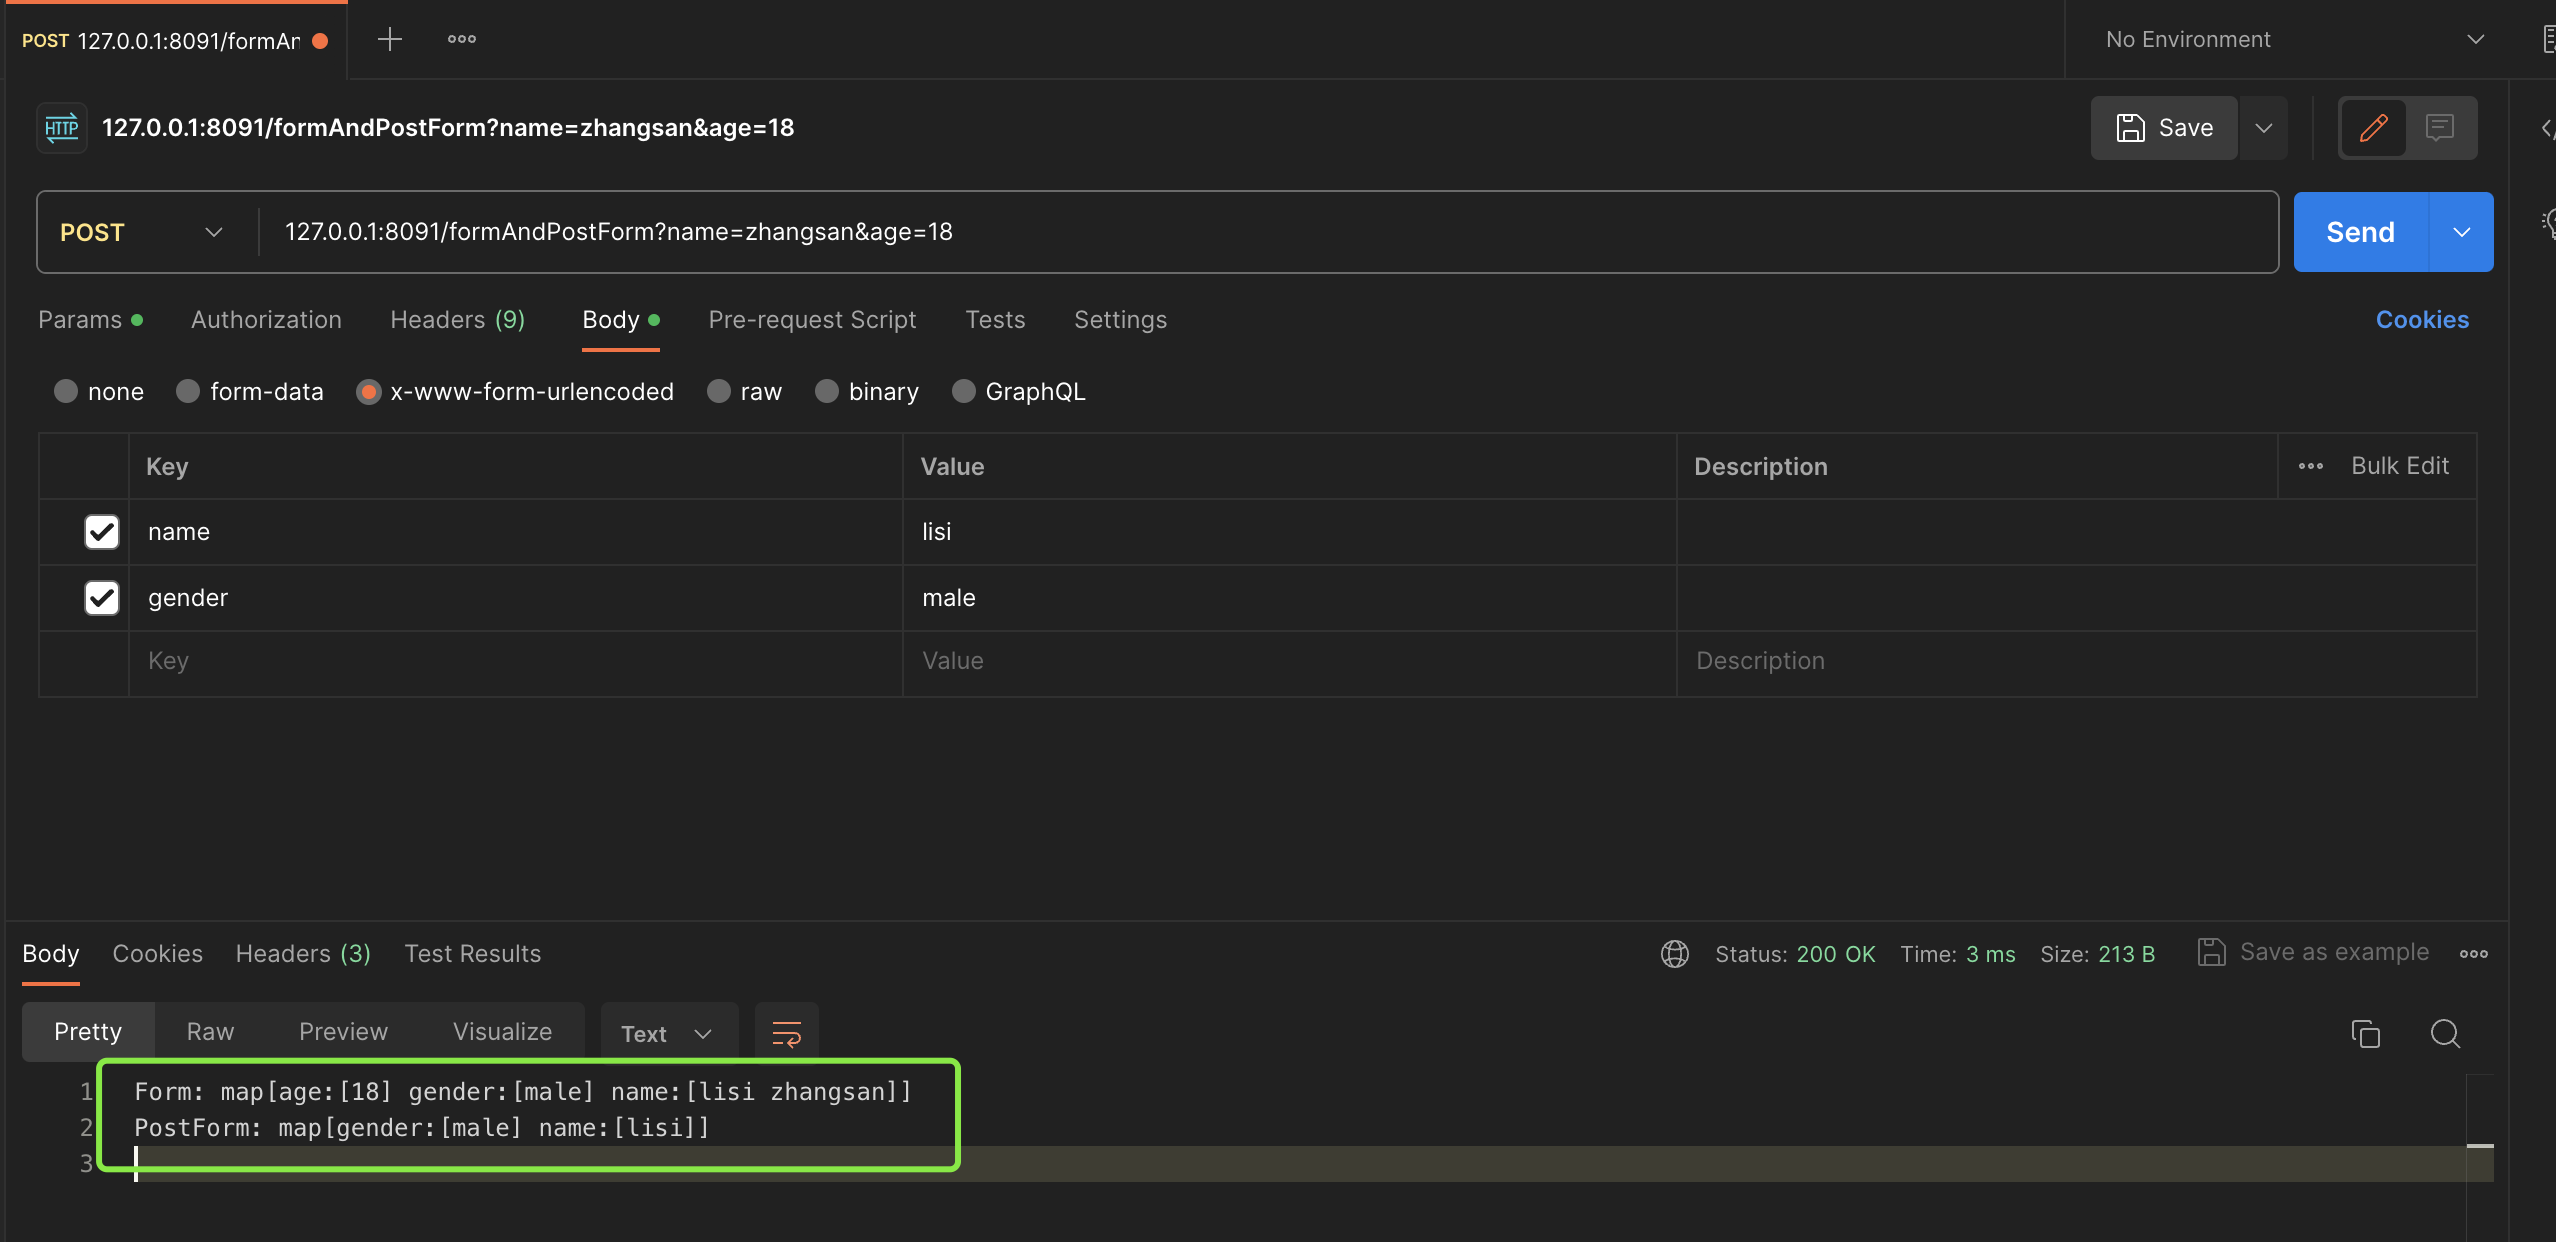 POST 127.0.0.1:8091/formAn
No Environment
HTTP 127.0.0.1:8091/formAndPostForm?name=zhangsan&age=18
Save
POST 127.0.0.1:8091/formAndPostForm?name=zhangsan&age=18
Send
Params Authorization Headers (9) Body Pre-request Script Tests Settings Cookies
none form-data x-www-form-urlencoded raw binary GraphQL
Key Value Description Bulk Edit
name lisi
gender male
Key Value Description
Body Cookies Headers (3) Test Results Status: 200 OK Time: 3 ms Size: 213 B Save as example
Pretty Raw Preview Visualize Text
1 Form: map[age:[18] gender:[male] name:[lisi zhangsan]]
2 PostForm: map[gender:[male] name:[lisi]]
3